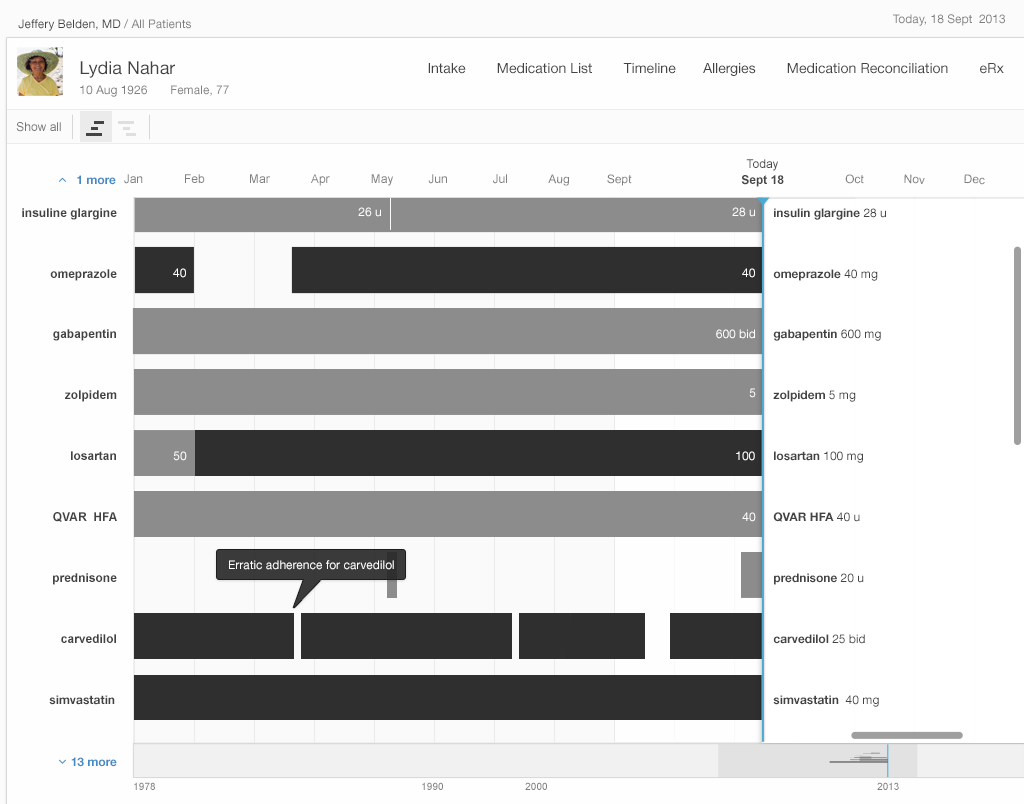 Jeffery Belden, MD / All Patients
Today, 18 Sept 2013
Lydia Nahar
10 Aug 1926 Female, 77
Intake Medication List Timeline Allergies Medication Reconciliation eRx
Show all
Today
1 more Jan Feb Mar Apr May Jun Jul Aug Sept Sept 18 Oct Nov Dec
insuline glargine 26 u 28 u insulin glargine 28 u
omeprazole 40 40 omeprazole 40 mg
gabapentin 600 bid gabapentin 600 mg
zolpidem 5 zolpidem 5 mg
losartan 50 100 losartan 100 mg
QVAR HFA 40 QVAR HFA 40 u
Erratic adherence for carvedilol
prednisone prednisone 20 u
carvedilol carvedilol 25 bid
simvastatin simvastatin 40 mg
13 more
1978 1990 2000 2013